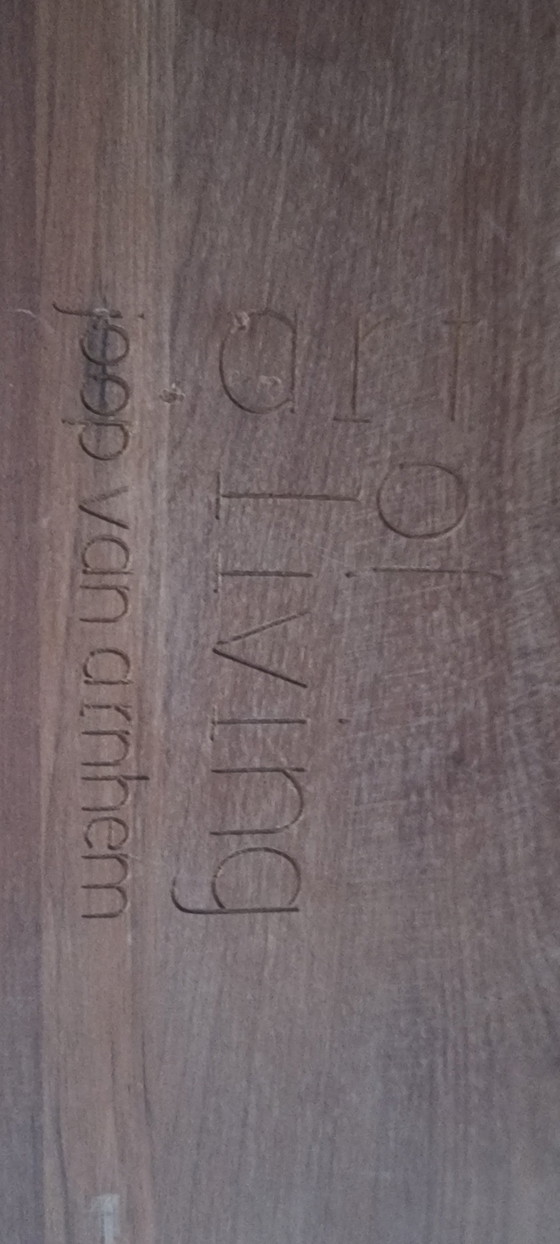 art
of
living
joop van arnhem